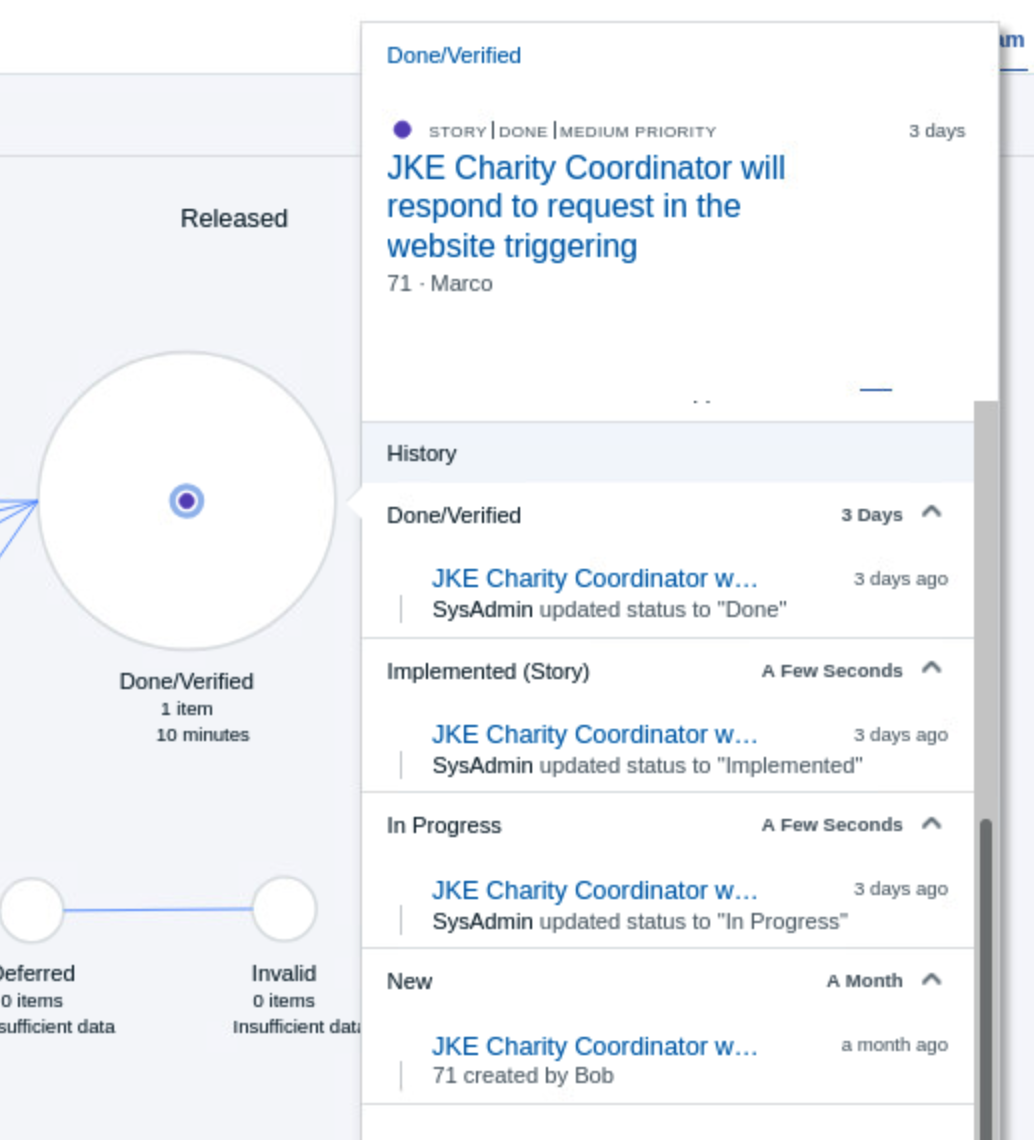 am
Done/Verified
STORY | DONE | MEDIUM PRIORITY
3 days
JKE Charity Coordinator will
respond to request in the
website triggering
71 · Marco
Released
Done/Verified
1 item
10 minutes
Deferred
0 items
sufficient data
Invalid
0 items
Insufficient data
History
Done/Verified
3 Days
JKE Charity Coordinator w…
3 days ago
SysAdmin updated status to "Done"
Implemented (Story)
A Few Seconds
JKE Charity Coordinator w…
3 days ago
SysAdmin updated status to "Implemented"
In Progress
A Few Seconds
JKE Charity Coordinator w…
3 days ago
SysAdmin updated status to "In Progress"
New
A Month
JKE Charity Coordinator w…
a month ago
71 created by Bob